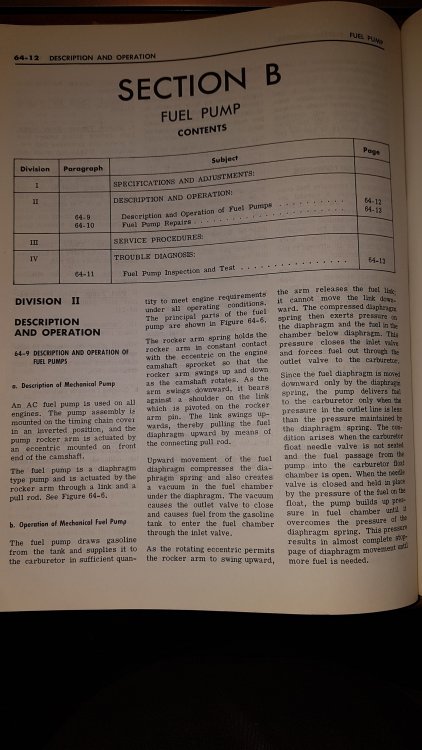 FUEL PUMP
64-12 DESCRIPTION AND OPERATION
SECTION B
FUEL PUMP
CONTENTS
Division Paragraph Subject Page
I SPECIFICATIONS AND ADJUSTMENTS:
II DESCRIPTION AND OPERATION:
64-9 Description and Operation of Fuel Pumps . . . . . . . . . . . 64-12
64-10 Fuel Pump Repairs . . . . . . . . . . . . . . . . . . . . . 64-13
III SERVICE PROCEDURES:
IV TROUBLE DIAGNOSIS:
64-11 Fuel Pump Inspection and Test . . . . . . . . . . . . . . . . 64-13
DIVISION II
DESCRIPTION
AND OPERATION
64-9 DESCRIPTION AND OPERATION OF
FUEL PUMPS
a. Description of Mechanical Pump
An AC fuel pump is used on all
engines. The pump assembly is
mounted on the timing chain cover
in an inverted position, and the
pump rocker arm is actuated by
an eccentric mounted on front
end of the camshaft.
The fuel pump is a diaphragm
type pump and is actuated by the
rocker arm through a link and a
pull rod. See Figure 64-6.
b. Operation of Mechanical Fuel Pump
The fuel pump draws gasoline
from the tank and supplies it to
the carburetor in sufficient quan-
tity to meet engine requirements
under all operating conditions.
The principal parts of the fuel
pump are shown in Figure 64-6.
The rocker arm spring holds the
rocker arm in constant contact
with the eccentric on the engine
camshaft sprocket so that the
rocker arm swings up and down
as the camshaft rotates. As the
arm swings downward, it bears
against a shoulder on the link
which is pivoted on the rocker
arm pin. The link swings up-
wards, thereby pulling the fuel
diaphragm upward by means of
the connecting pull rod.
Upward movement of the fuel
diaphragm compresses the dia-
phragm spring and also creates
a vacuum in the fuel chamber
under the diaphragm. The vacuum
causes the outlet valve to close
and causes fuel from the gasoline
tank to enter the fuel chamber
through the inlet valve.
As the rotating eccentric permits
the rocker arm to swing upward,
the arm releases the fuel link;
it cannot move the link down-
ward. The compressed diaphragm
spring then exerts pressure on
the diaphragm and the fuel in the
chamber below diaphragm. This
pressure closes the inlet valve
and forces fuel out through the
outlet valve to the carburetor.
Since the fuel diaphragm is moved
downward only by the diaphragm
spring, the pump delivers fuel
to the carburetor only when the
pressure in the outlet line is less
than the pressure maintained by
the diaphragm spring. The con-
dition arises when the carburetor
float needle valve is not seated
and the fuel passage from the
pump into the carburetor float
chamber is open. When the needle
valve is closed and held in place
by the pressure of the fuel on the
float, the pump builds up pres-
sure in fuel chamber until it
overcomes the pressure of the
diaphragm spring. This pressure
results in almost complete stop-
page of diaphragm movement until
more fuel is needed.